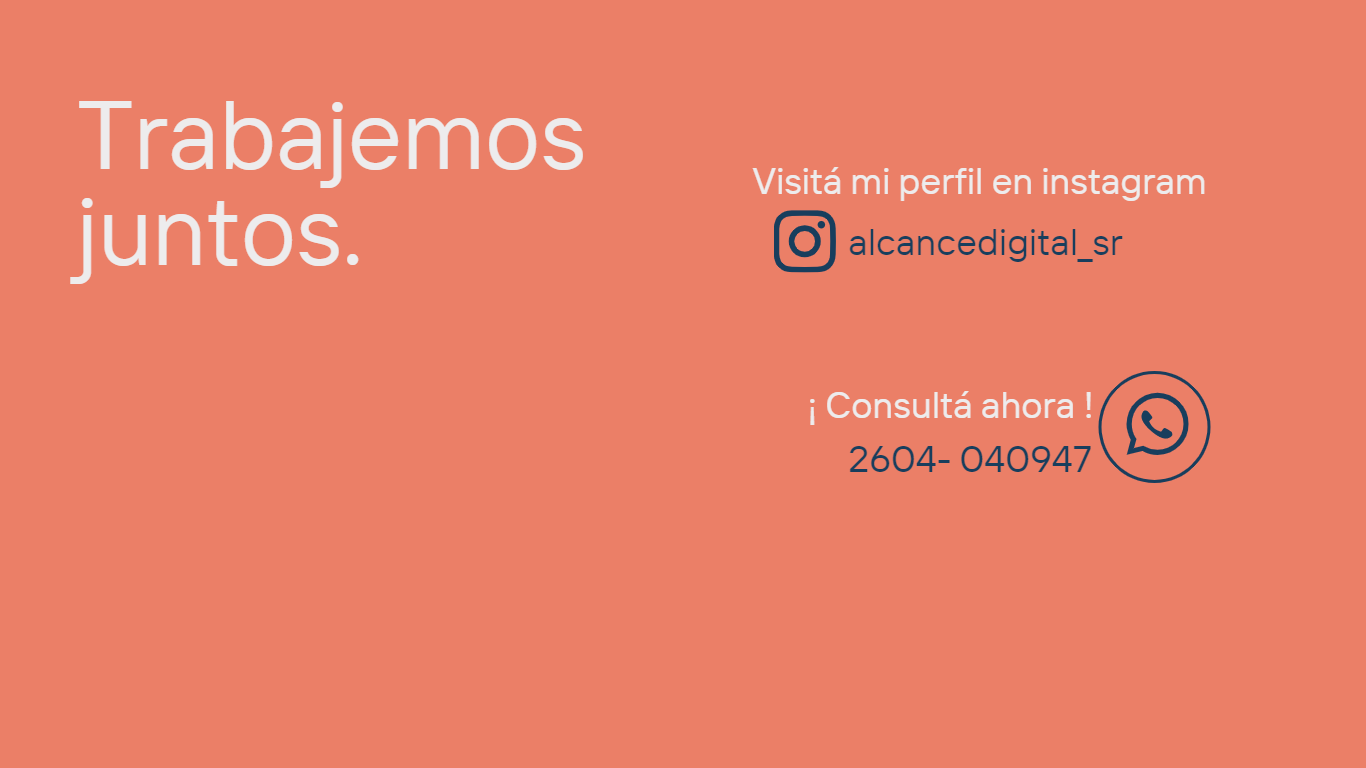 Trabajemos
juntos.
Visitá mi perfil en instagram
alcancedigital_sr
¡ Consultá ahora !
2604- 040947